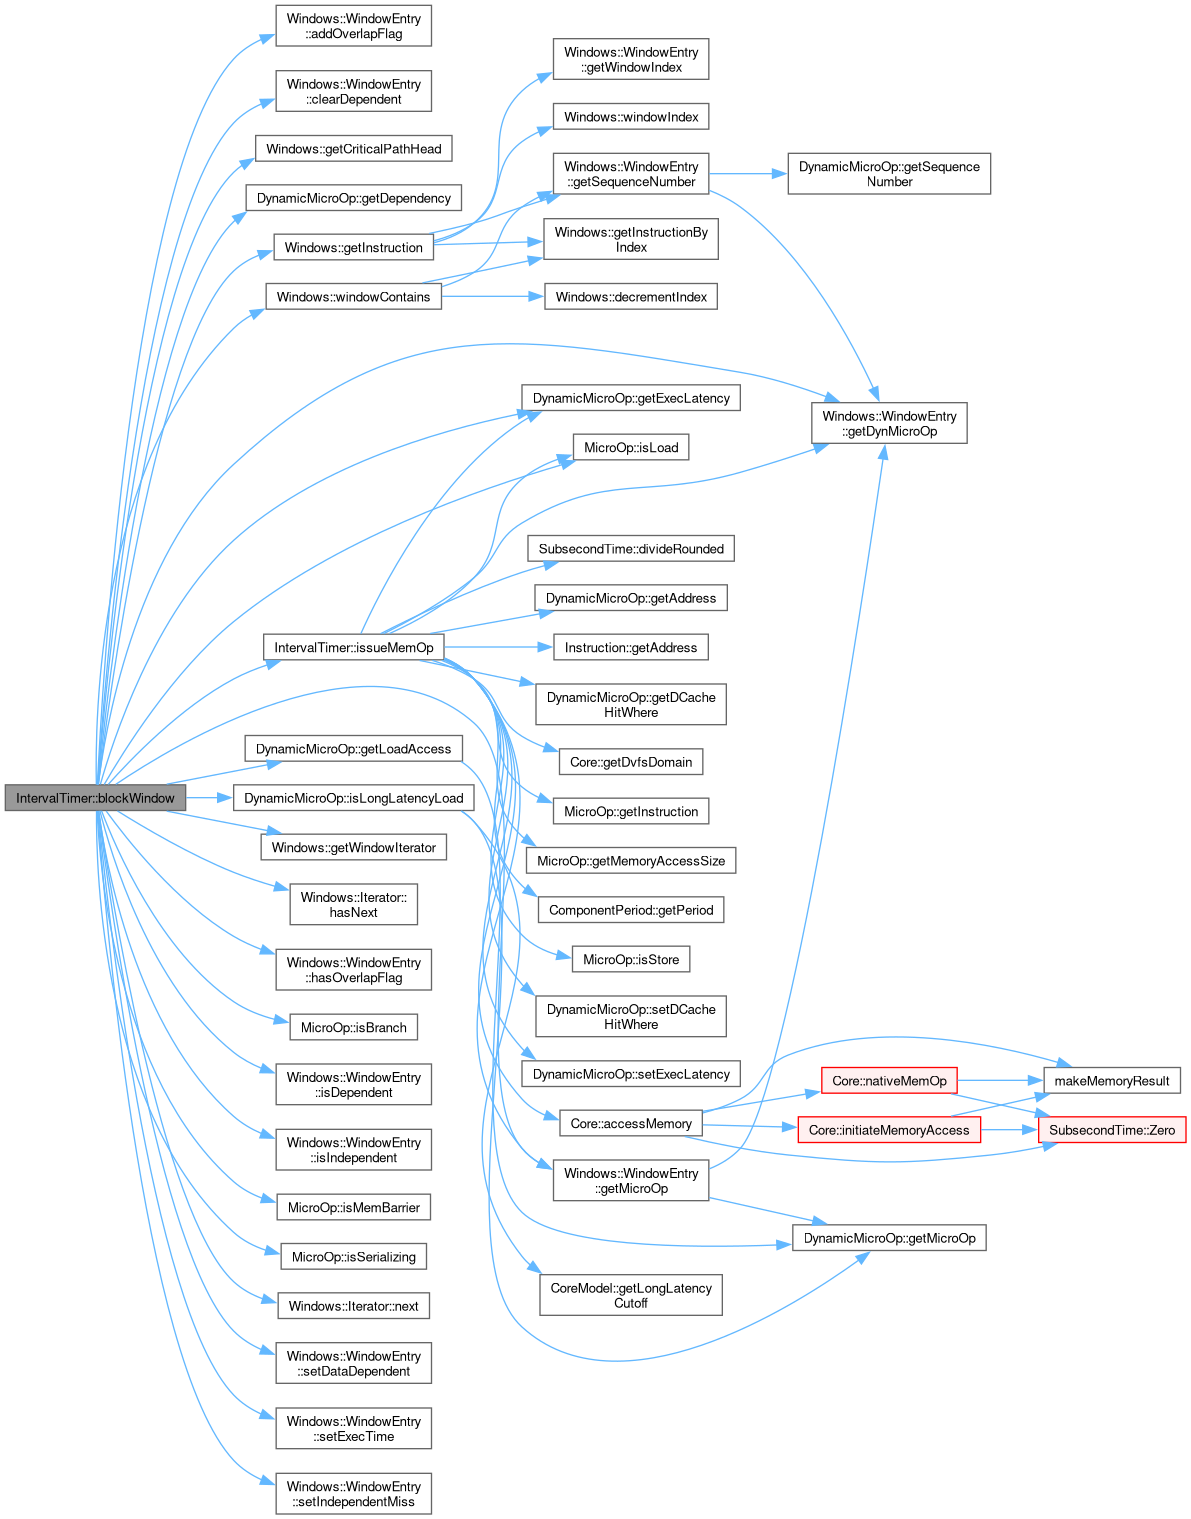 Windows::WindowEntry
::addOverlapFlag
Windows::WindowEntry
::clearDependent
Windows::getCriticalPathHead
DynamicMicroOp::getDependency
Windows::getInstruction
Windows::windowContains
IntervalTimer::issueMemOp
DynamicMicroOp::getLoadAccess
IntervalTimer::blockWindow
DynamicMicroOp::isLongLatencyLoad
Windows::getWindowIterator
Windows::Iterator::
hasNext
Windows::WindowEntry
::hasOverlapFlag
MicroOp::isBranch
Windows::WindowEntry
::isDependent
Windows::WindowEntry
::isIndependent
MicroOp::isMemBarrier
MicroOp::isSerializing
Windows::Iterator::next
Windows::WindowEntry
::setDataDependent
Windows::WindowEntry
::setExecTime
Windows::WindowEntry
::setIndependentMiss
Windows::WindowEntry
::getWindowIndex
Windows::windowIndex
Windows::WindowEntry
::getSequenceNumber
Windows::getInstructionBy
Index
Windows::decrementIndex
DynamicMicroOp::getExecLatency
MicroOp::isLoad
SubsecondTime::divideRounded
DynamicMicroOp::getAddress
Instruction::getAddress
DynamicMicroOp::getDCache
HitWhere
Core::getDvfsDomain
MicroOp::getInstruction
MicroOp::getMemoryAccessSize
ComponentPeriod::getPeriod
MicroOp::isStore
DynamicMicroOp::setDCache
HitWhere
DynamicMicroOp::setExecLatency
Core::accessMemory
Windows::WindowEntry
::getMicroOp
CoreModel::getLongLatency
Cutoff
DynamicMicroOp::getSequence
Number
Windows::WindowEntry
::getDynMicroOp
Core::nativeMemOp
Core::initiateMemoryAccess
DynamicMicroOp::getMicroOp
makeMemoryResult
SubsecondTime::Zero